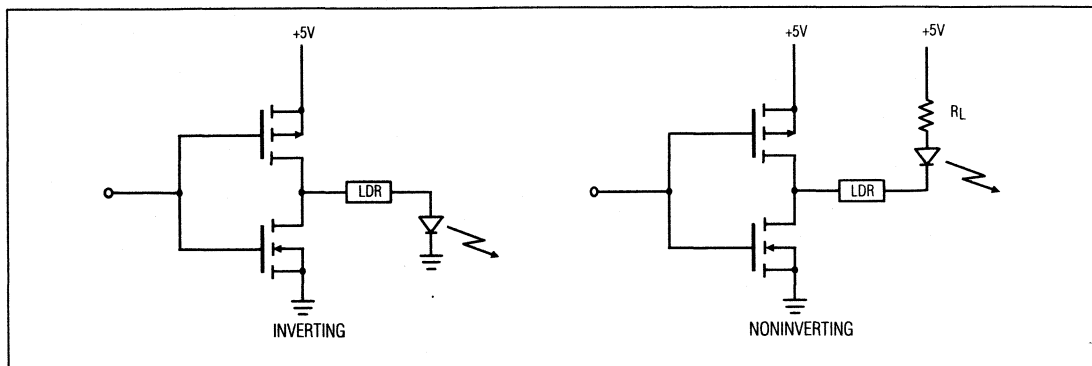 +5V
+5V
+5V
RL
LDR
LDR
INVERTING
NONINVERTING